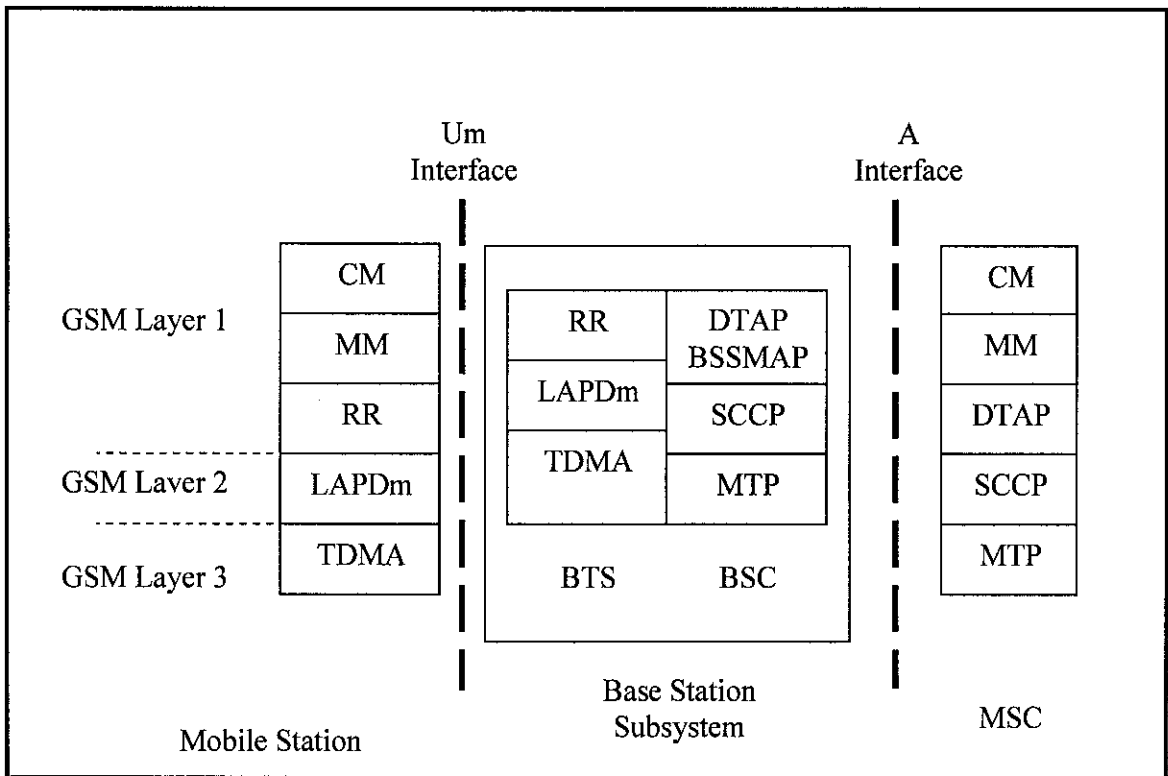 Um
Interface
A
Interface
GSM Layer 1
CM
MM
RR
GSM Laver 2
LAPDm
GSM Layer 3
TDMA
RR
LAPDm
TDMA
DTAP
BSSMAP
SCCP
MTP
BTS
BSC
CM
MM
DTAP
SCCP
MTP
Mobile Station
Base Station
Subsystem
MSC